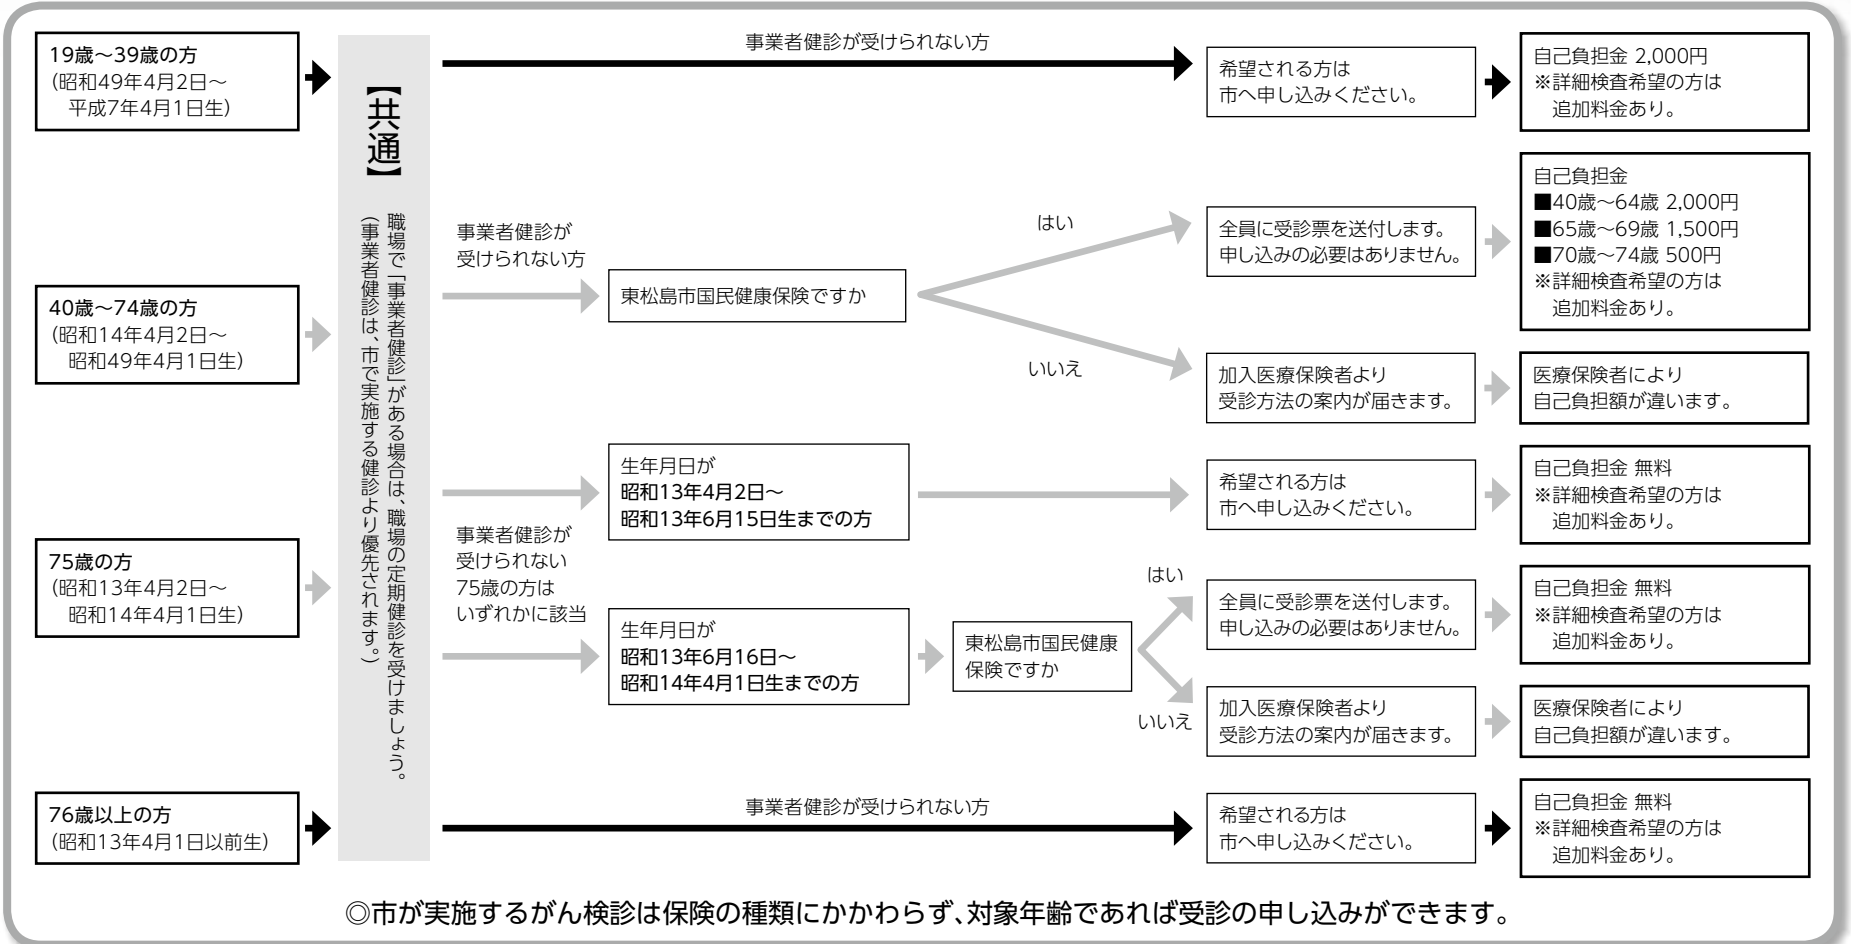 19歳～39歳の方
(昭和49年4月2日～
平成7年4月1日生)
【共通】
職場で「事業者健診」がある場合は、職場の定期健診を受けましょう。
(事業者健診は、市で実施する健診より優先されます。)
事業者健診が受けられない方
希望される方は
市へ申し込みください。
自己負担金 2,000円
※詳細検査希望の方は
追加料金あり。
40歳～74歳の方
(昭和14年4月2日～
昭和49年4月1日生)
事業者健診が
受けられない方
東松島市国民健康保険ですか
はい
全員に受診票を送付します。
申し込みの必要はありません。
自己負担金
■40歳～64歳 2,000円
■65歳～69歳 1,500円
■70歳～74歳 500円
※詳細検査希望の方は
追加料金あり。
いいえ
加入医療保険者より
受診方法の案内が届きます。
医療保険者により
自己負担額が違います。
75歳の方
(昭和13年4月2日～
昭和14年4月1日生)
事業者健診が
受けられない
75歳の方は
いずれかに該当
生年月日が
昭和13年4月2日～
昭和13年6月15日生までの方
希望される方は
市へ申し込みください。
自己負担金 無料
※詳細検査希望の方は
追加料金あり。
生年月日が
昭和13年6月16日～
昭和14年4月1日生までの方
東松島市国民健康
保険ですか
はい
全員に受診票を送付します。
申し込みの必要はありません。
自己負担金 無料
※詳細検査希望の方は
追加料金あり。
いいえ
加入医療保険者より
受診方法の案内が届きます。
医療保険者により
自己負担額が違います。
76歳以上の方
(昭和13年4月1日以前生)
事業者健診が受けられない方
希望される方は
市へ申し込みください。
自己負担金 無料
※詳細検査希望の方は
追加料金あり。
◎市が実施するがん検診は保険の種類にかかわらず、対象年齢であれば受診の申し込みができます。